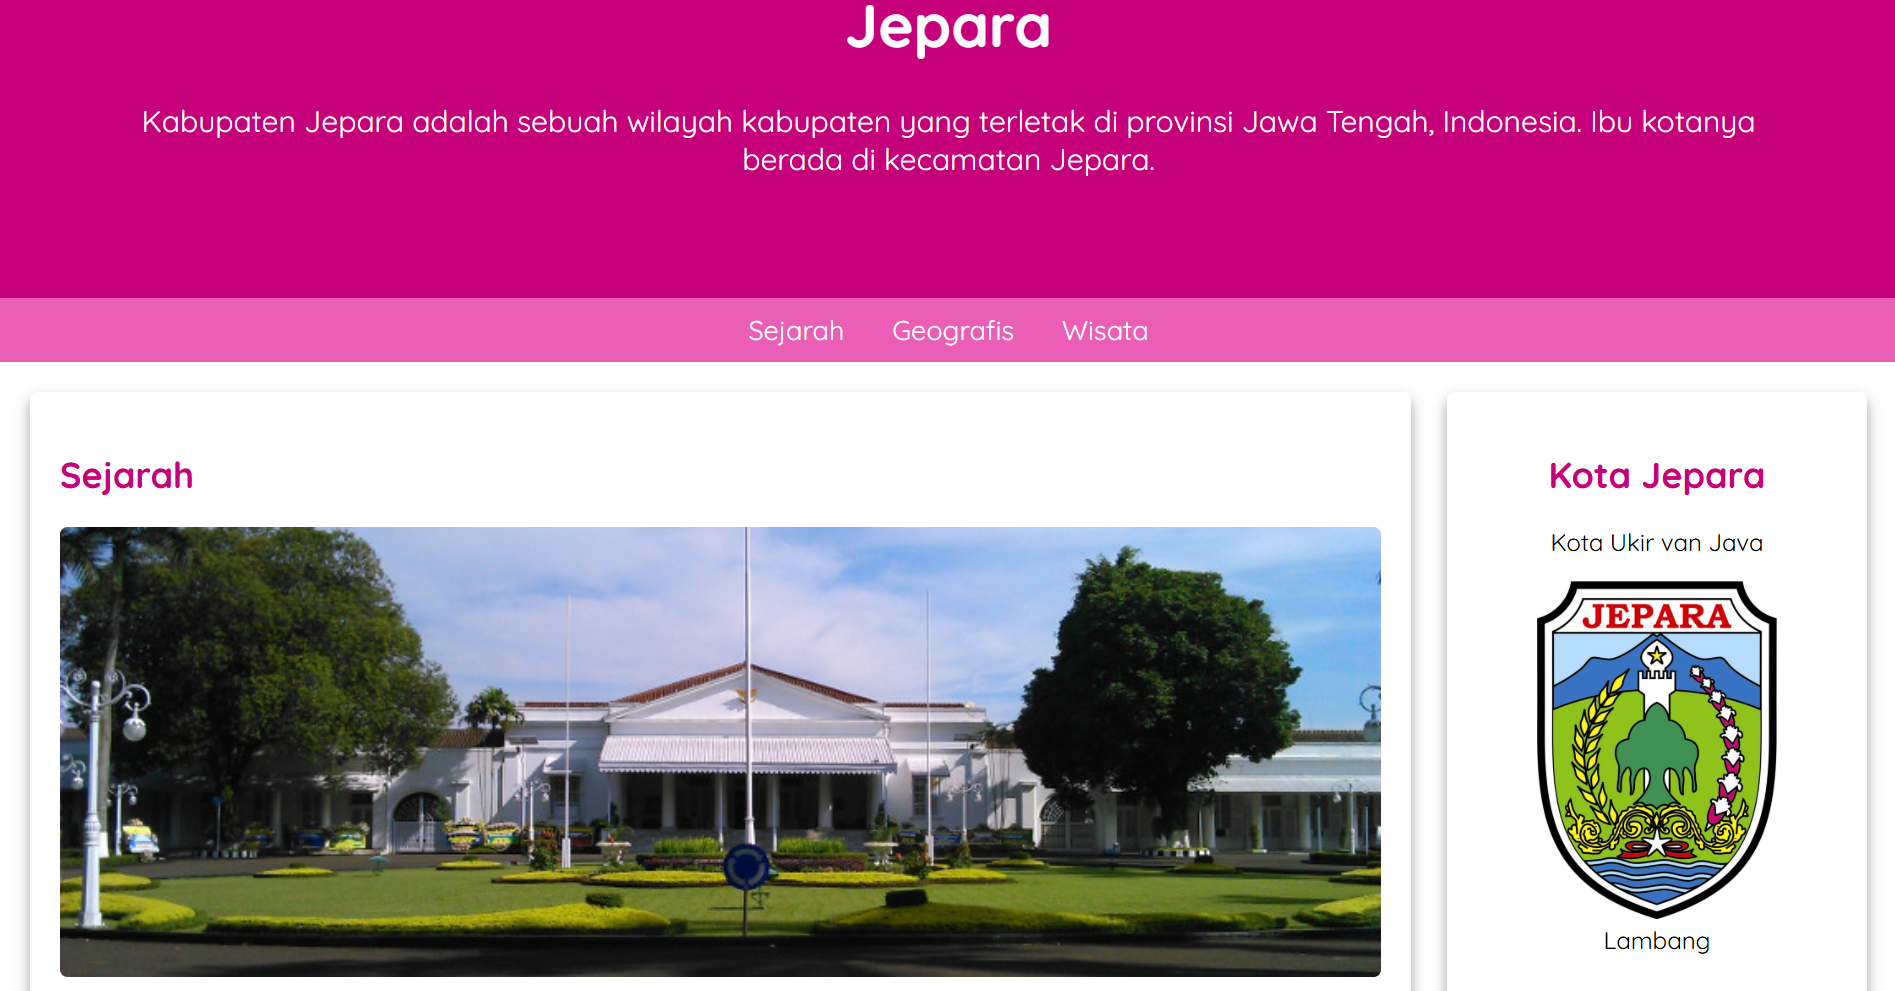 Jepara
Kabupaten Jepara adalah sebuah wilayah kabupaten yang terletak di provinsi Jawa Tengah, Indonesia. Ibu kotanya
berada di kecamatan Jepara.
Sejarah
Geografis
Wisata
Sejarah
Kota Jepara
Kota Ukir van Java
JEPARA
Lambang